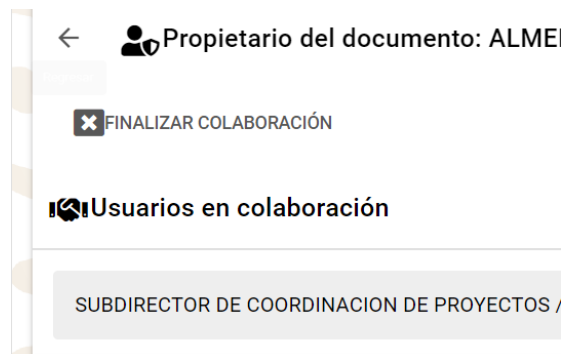 Propietario del documento: ALME
FINALIZAR COLABORACIÓN
Usuarios en colaboración
SUBDIRECTOR DE COORDINACION DE PROYECTOS /